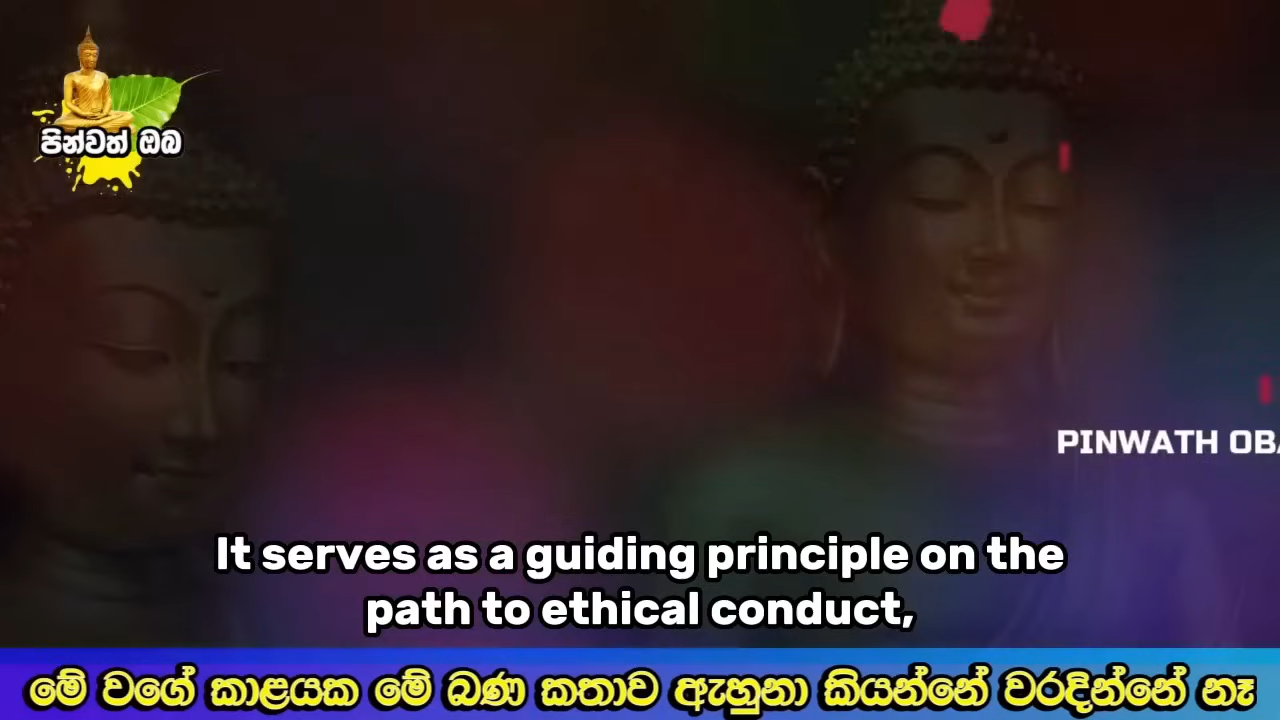 පින්වත් ඔබ
PINWATH OBA
It serves as a guiding principle on the
path to ethical conduct,
මේ වගේ කාළයක මේ බණ කතාව ඇහුනා කියන්නේ වරදින්නේ නෑ